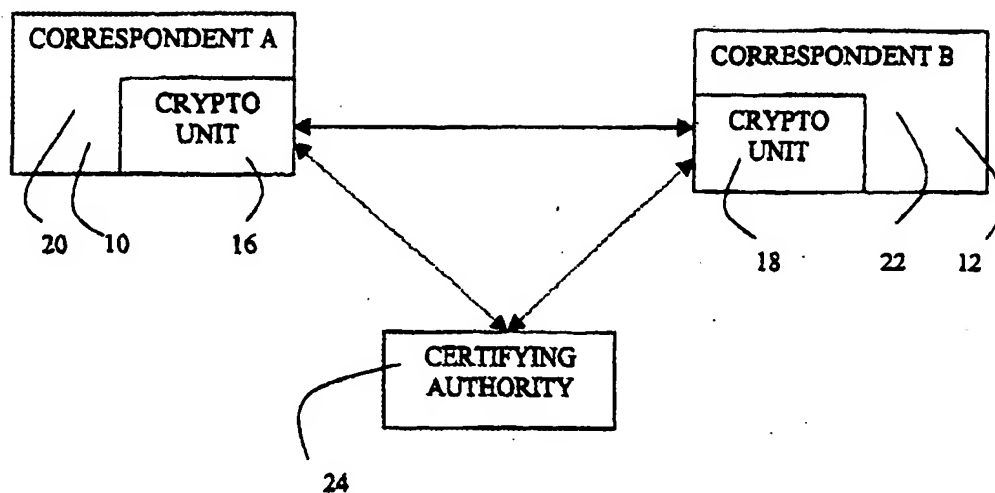 CORRESPONDENT A
CRYPTO
UNIT
CORRESPONDENT B
CRYPTO
UNIT
20
10
16
18
22
12
CERTIFYING
AUTHORITY
24